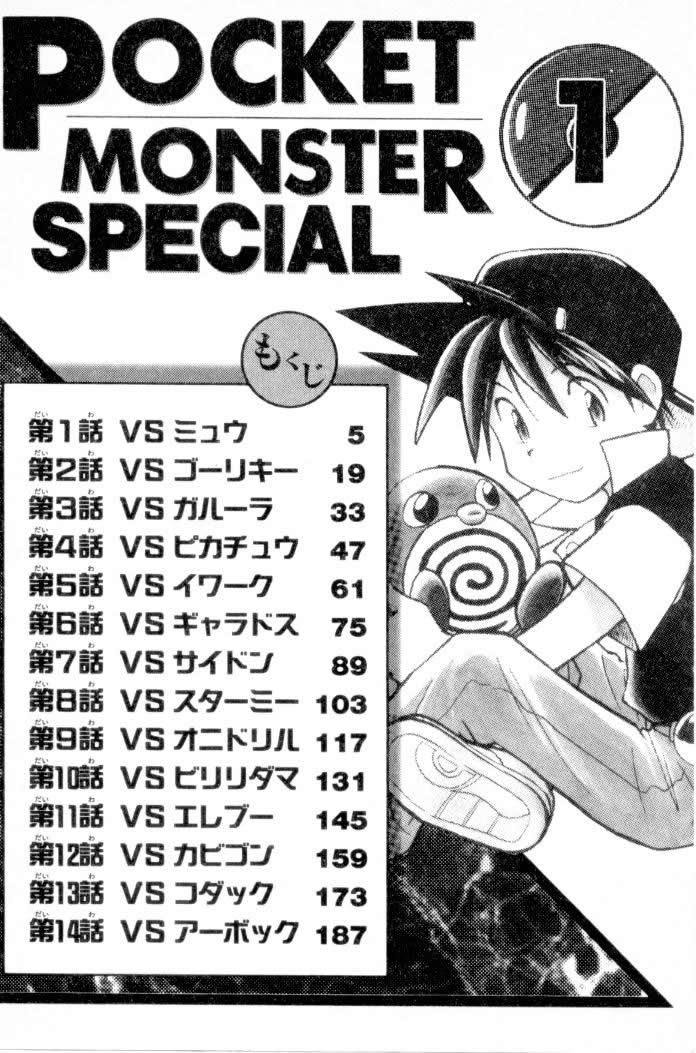 POCKET
MONSTER
SPECIAL
1
もくじ
第1話 VS ミュウ 5
第2話 VS ゴーリキー 19
第3話 VS ガルーラ 33
第4話 VS ピカチュウ 47
第5話 VS イワーク 61
第6話 VS ギャラドス 75
第7話 VS サイドン 89
第8話 VS スターミー 103
第9話 VS オニドリル 117
第10話 VS ビリリダマ 131
第11話 VS エレブー 145
第12話 VS カビゴン 159
第13話 VS コダック 173
第14話 VS アーボック 187